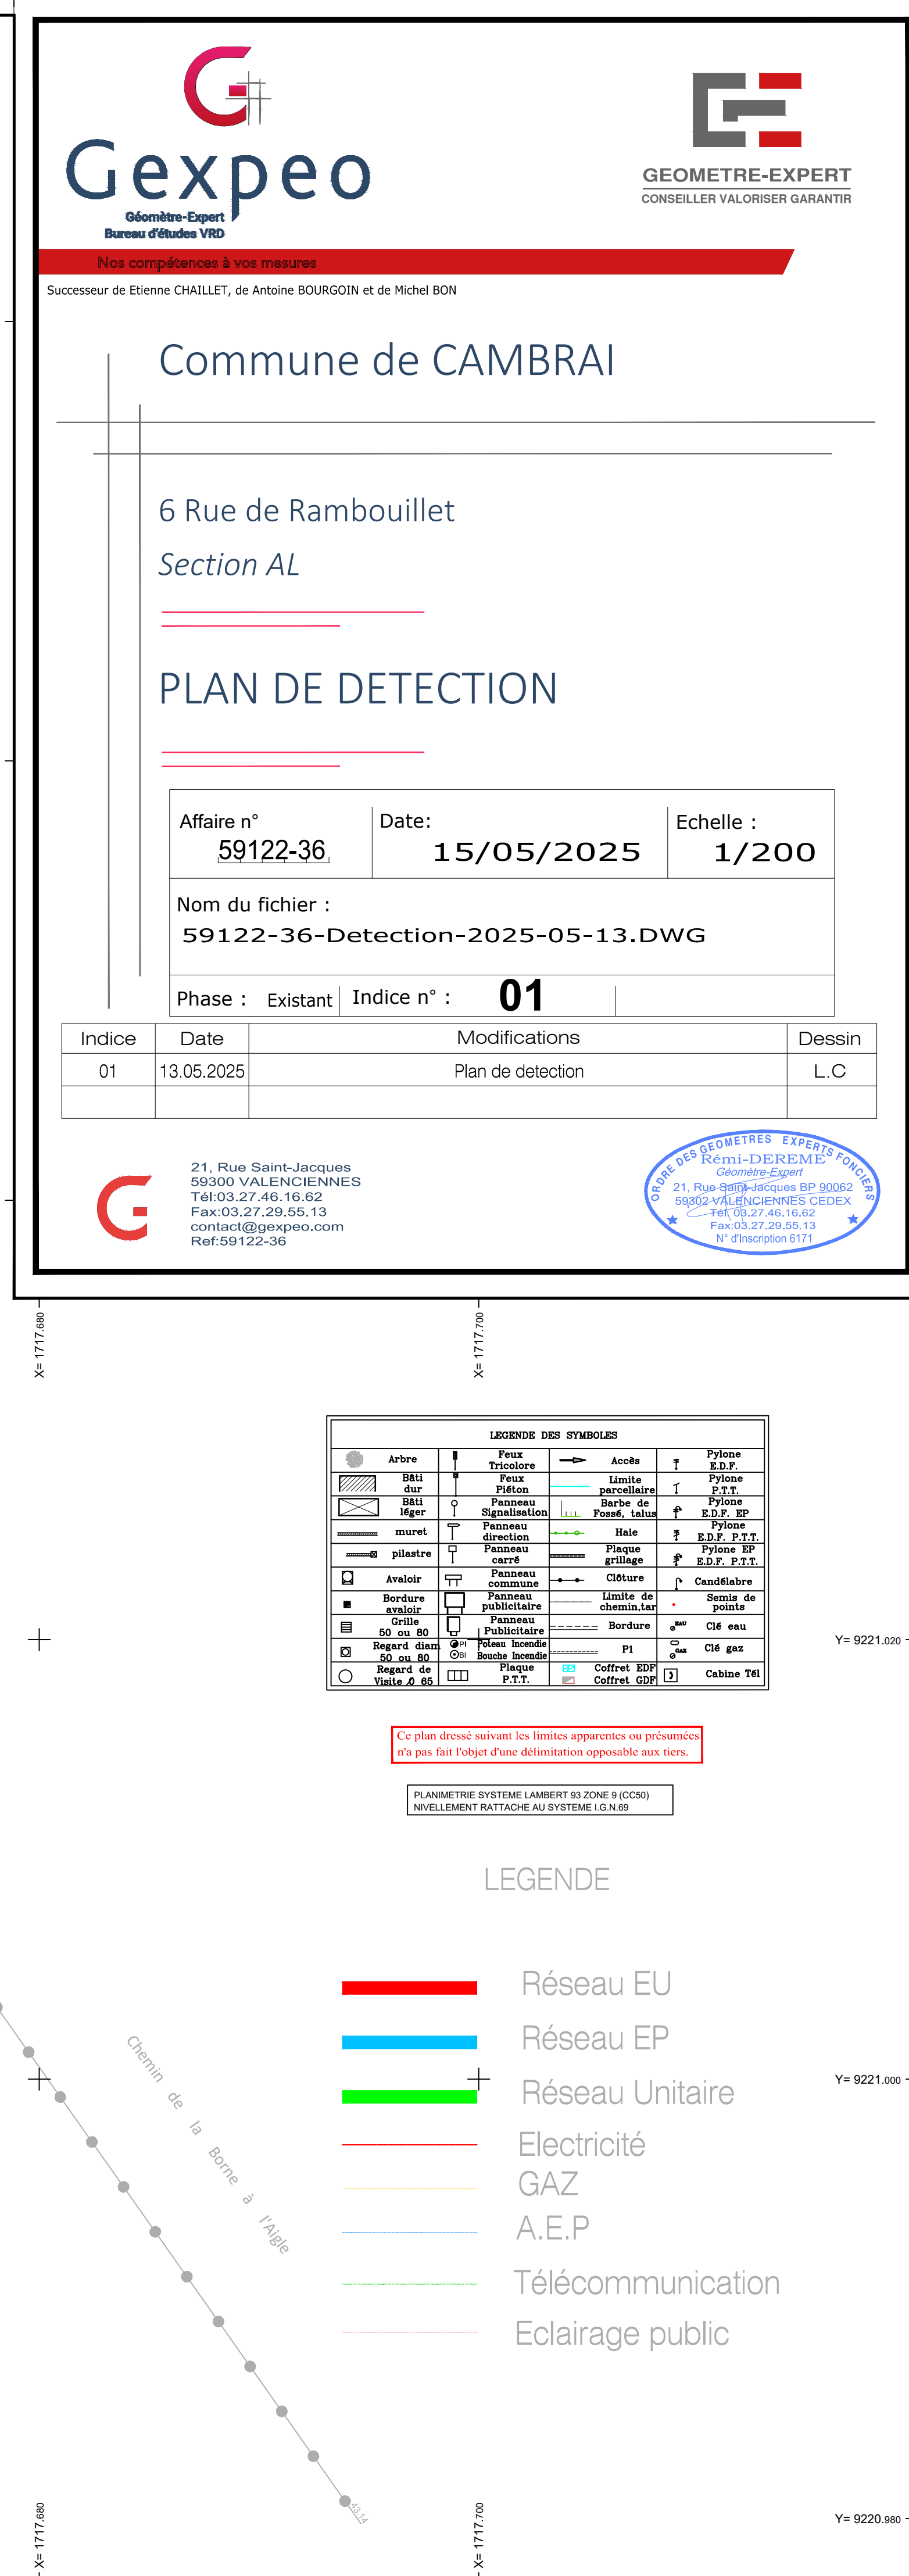 Gexpeo
Géomètre-Expert
Bureau d'études VRD
GEOMETRE-EXPERT
CONSEILLER VALORISER GARANTIR
Nos compétences à vos mesures
Successeur de Etienne CHAILLET, de Antoine BOURGOIN et de Michel BON
Commune de CAMBRAI
6 Rue de Rambouillet
Section AL
PLAN DE DETECTION
Affaire n°
59122-36
Date:
15/05/2025
Echelle :
1/200
Nom du fichier :
59122-36-Detection-2025-05-13.DWG
Phase : Existant
Indice n° : 01
Indice Date Modifications Dessin
01 13.05.2025 Plan de detection L.C
21, Rue Saint-Jacques
59300 VALENCIENNES
Tél:03.27.46.16.62
Fax:03.27.29.55.13
contact@gexpeo.com
Ref:59122-36
ORDRE DES GEOMETRES EXPERTS FONCIERS
Rémi-DEREME
Géomètre-Expert
21, Rue Saint-Jacques BP 90062
59302 VALENCIENNES CEDEX
Tél: 03.27.46.16.62
Fax:03.27.29.55.13
N° d'Inscription 6171
X= 1717.680
X= 1717.700
LEGENDE DES SYMBOLES
Arbre
Feux
Tricolore
Accès
Pylone
E.D.F.
Bâti
dur
Feux
Piéton
Limite
parcellaire
Pylone
P.T.T.
Bâti
léger
Panneau
Signalisation
Barbe de
Fossé, talus
Pylone
E.D.F. EP
muret
Panneau
direction
Haie
Pylone
E.D.F. P.T.T.
pilastre
Panneau
carré
Plaque
grillage
Pylone EP
E.D.F. P.T.T.
Avaloir
Panneau
commune
Clôture
Candélabre
Bordure
avaloir
Panneau
publicitaire
Limite de
chemin,tar
Semis de
points
Grille
50 ou 80
Panneau
Publicitaire
Bordure
EAU
Clé eau
Regard diam
50 ou 80
PI
Poteau Incendie
BI
Bouche Incendie
P1
GAZ
Clé gaz
Regard de
Visite Ø 65
Plaque
P.T.T.
Coffret EDF
Coffret GDF
Cabine Tél
Y= 9221.020
Ce plan dressé suivant les limites apparentes ou présumées
n'a pas fait l'objet d'une délimitation opposable aux tiers.
PLANIMETRIE SYSTEME LAMBERT 93 ZONE 9 (CC50)
NIVELLEMENT RATTACHE AU SYSTEME I.G.N.69
LEGENDE
Réseau EU
Réseau EP
Réseau Unitaire
Electricité
GAZ
A.E.P
Télécommunication
Eclairage public
Chemin de la Borne à l'Aigle
Y= 9221.000
43.14
X= 1717.680
X= 1717.700
Y= 9220.980